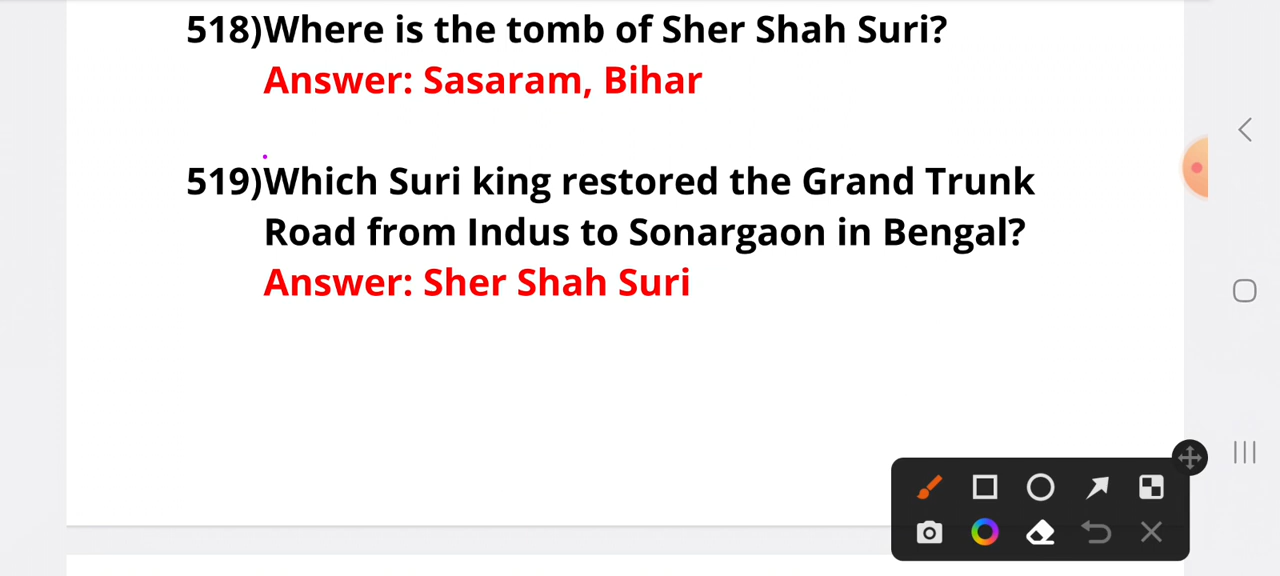 518)Where is the tomb of Sher Shah Suri?
Answer: Sasaram, Bihar
519)Which Suri king restored the Grand Trunk
Road from Indus to Sonargaon in Bengal?
Answer: Sher Shah Suri